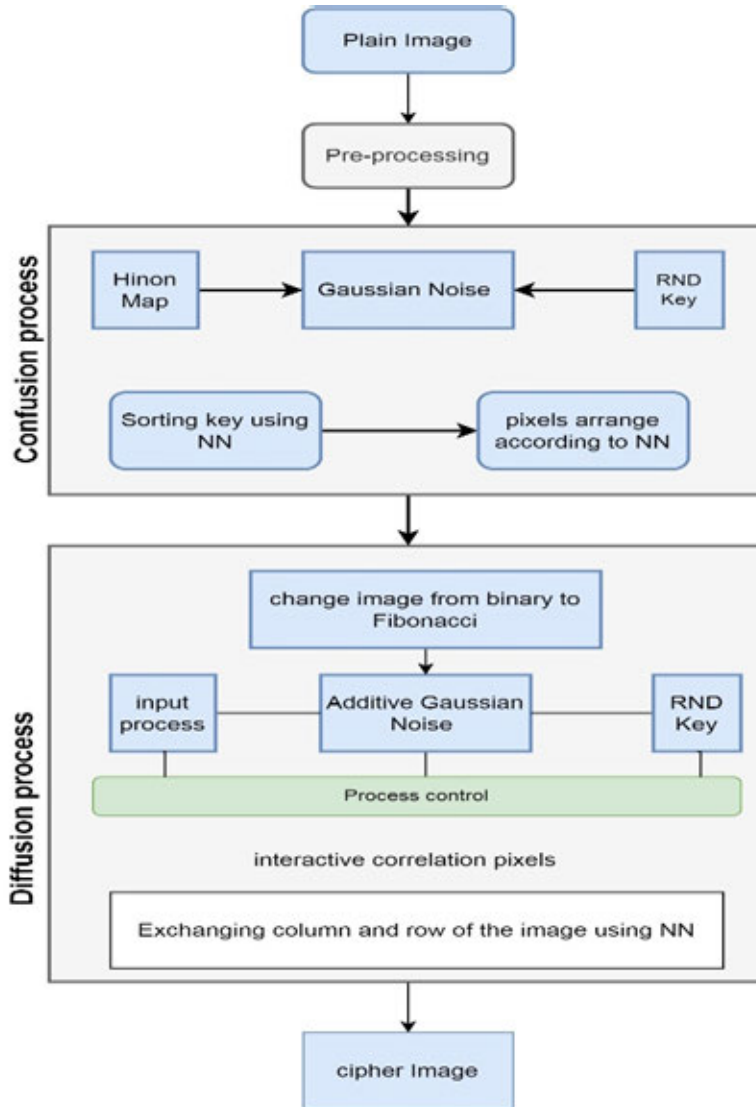 Plain Image
Pre-processing
Confusion process
Hinon
Map
Gaussian Noise
RND
Key
Sorting key using
NN
pixels arrange
according to NN
Diffusion process
change image from binary to
Fibonacci
input
process
Additive Gaussian
Noise
RND
Key
Process control
interactive correlation pixels
Exchanging column and row of the image using NN
cipher Image